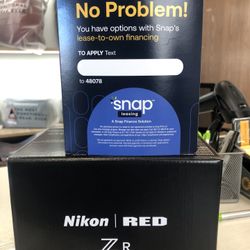 No Problem!
You have options with Snap's
lease-to-own financing
TO APPLY Text
to 48078
snap
leasing
A Snap Finance Solution
Nikon | RED
Z R